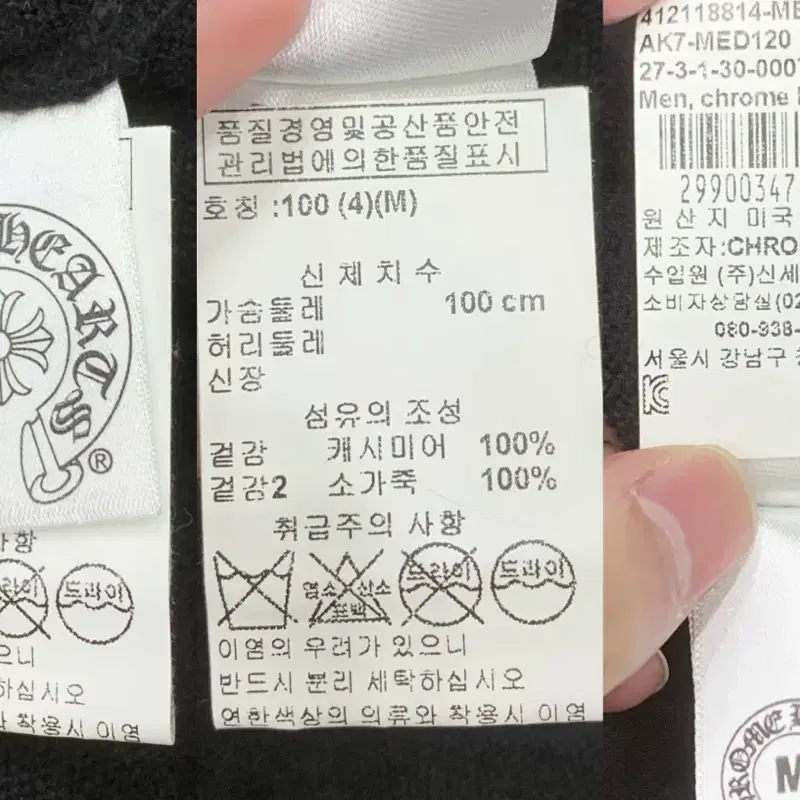 HEARTS
®
사항
드라이
드라이
으니
하십시오
착용시 이염
품질경영및공산품안전
관리법에의한품질표시
호칭 :100 (4)(M)
신체치수
가슴둘레 100 cm
허리둘레
신장
섬유의 조성
겉감 캐시미어 100%
겉감2 소가죽 100%
취급주의 사항
염소 산소
표백
드라이
드라이
이염의 우려가 있으니
반드시 분리 세탁하십시오
연한색상의 의류와 착용시 이염
412118814-ME
AK7-MED120
27-3-1-30-000
Men, chrome
29900347
원산지 미국
제조자:CHRO
수입원 (주)신세
소비자상담실(02
080-938-
서울시 강남구
M